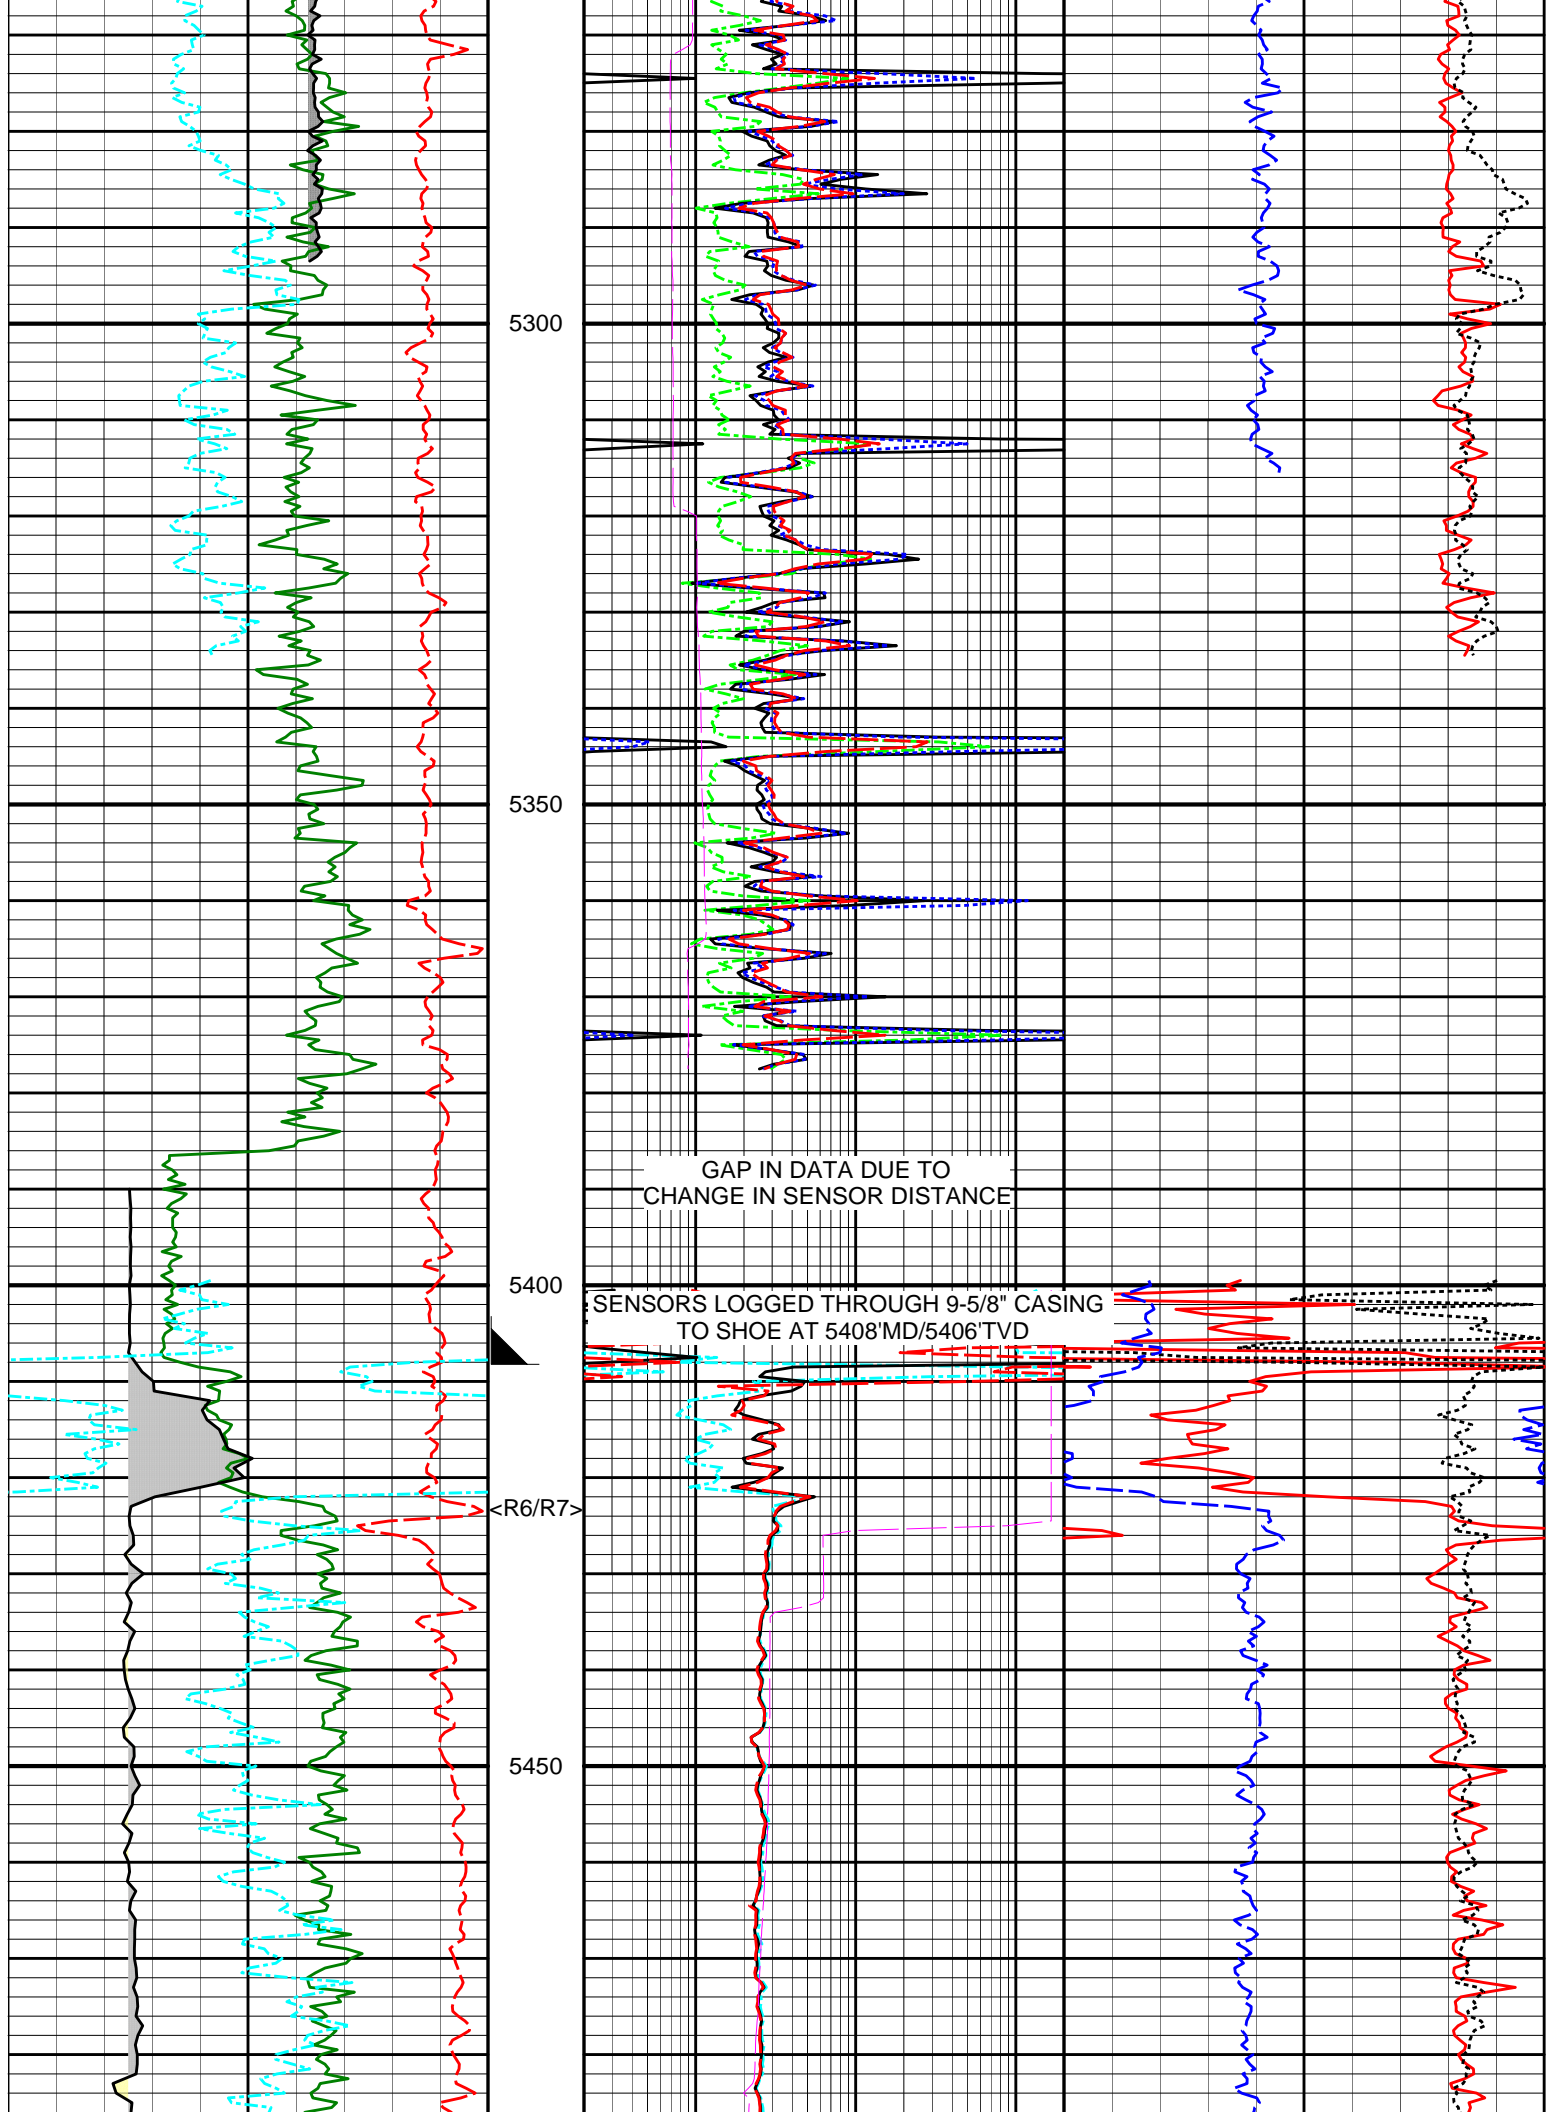 5300
5350
GAP IN DATA DUE TO
CHANGE IN SENSOR DISTANCE
5400
SENSORS LOGGED THROUGH 9-5/8" CASING
TO SHOE AT 5408'MD/5406'TVD
<R6/R7>
5450